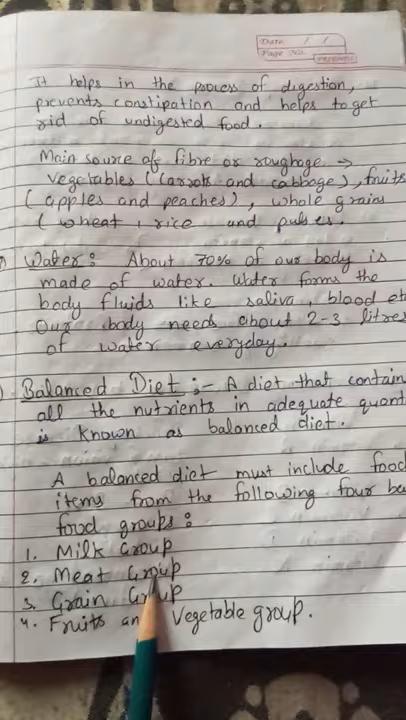 Date / /
Page No.
It helps in the process of digestion,
prevents constipation and helps to get
rid of undigested food.
Main source of fibre or roughage →
vegetables (carrots and cabbage), fruits
(apples and peaches), whole grains
(wheat, rice and pulses.
Water: About 70% of our body is
made of water. Water forms the
body fluids like saliva, blood et
Our body needs about 2-3 litres
of water everyday.
Balanced Diet :- A diet that contain
all the nutrients in adequate quant
is known as balanced diet.
A balanced diet must include food
items from the following four ba
food groups:
1. Milk Group
2. Meat Group
3. Grain Group
4. Fruits an Vegetable group.